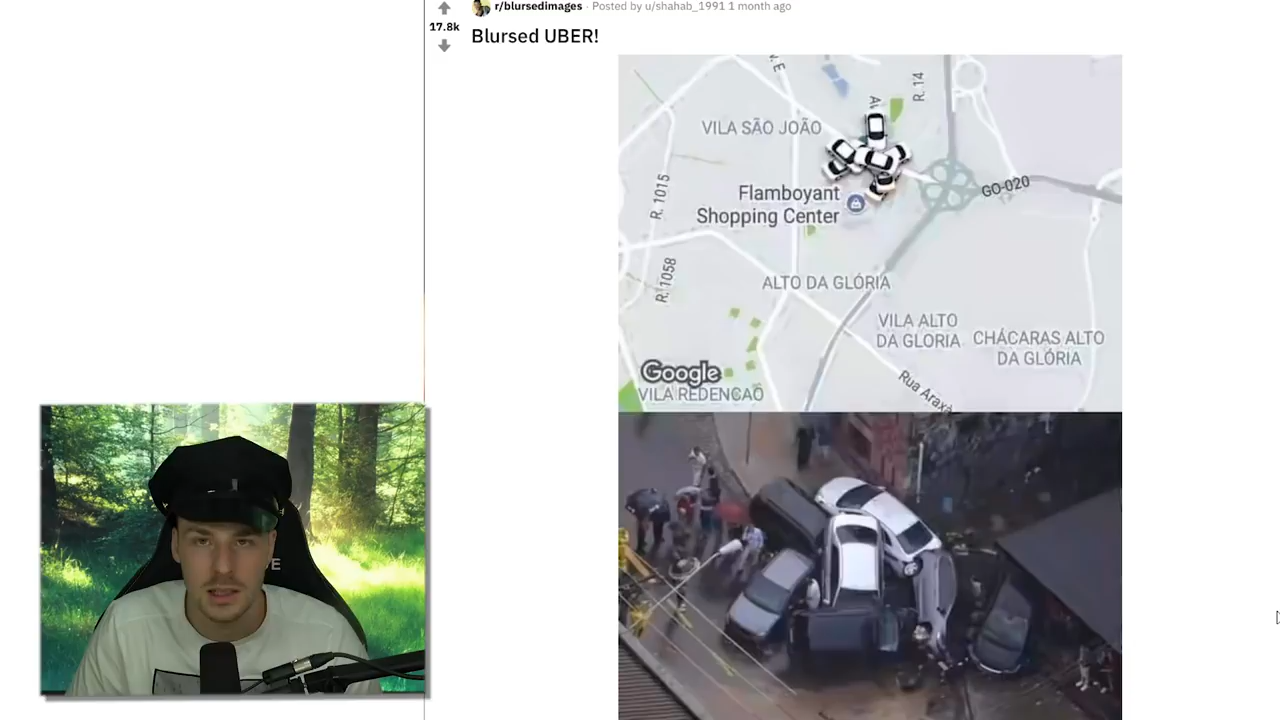 r/blursedimages · Posted by u/shahab_1991 1 month ago
17.8k
Blursed UBER!
R. 14
VILA SÃO JOÃO
R. 1015
GO-020
Flamboyant
Shopping Center
R. 1058
ALTO DA GLÓRIA
VILA ALTO
DA GLORIA
CHÁCARAS ALTO
DA GLÓRIA
Google
Rua Araxá
VILA REDENCAÕ